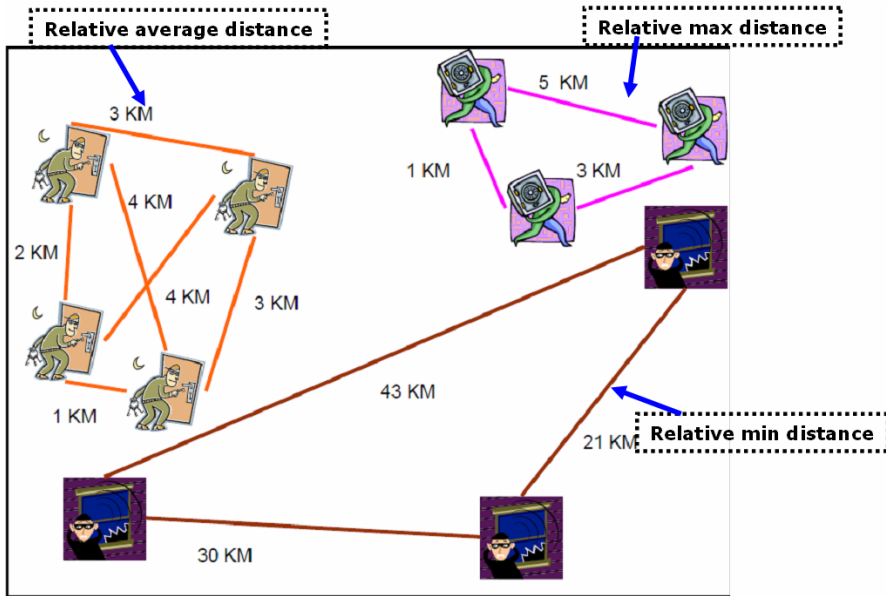 Relative average distance
Relative max distance
3 KM
5 KM
1 KM
3 KM
4 KM
2 KM
4 KM
3 KM
43 KM
1 KM
21 KM
Relative min distance
30 KM